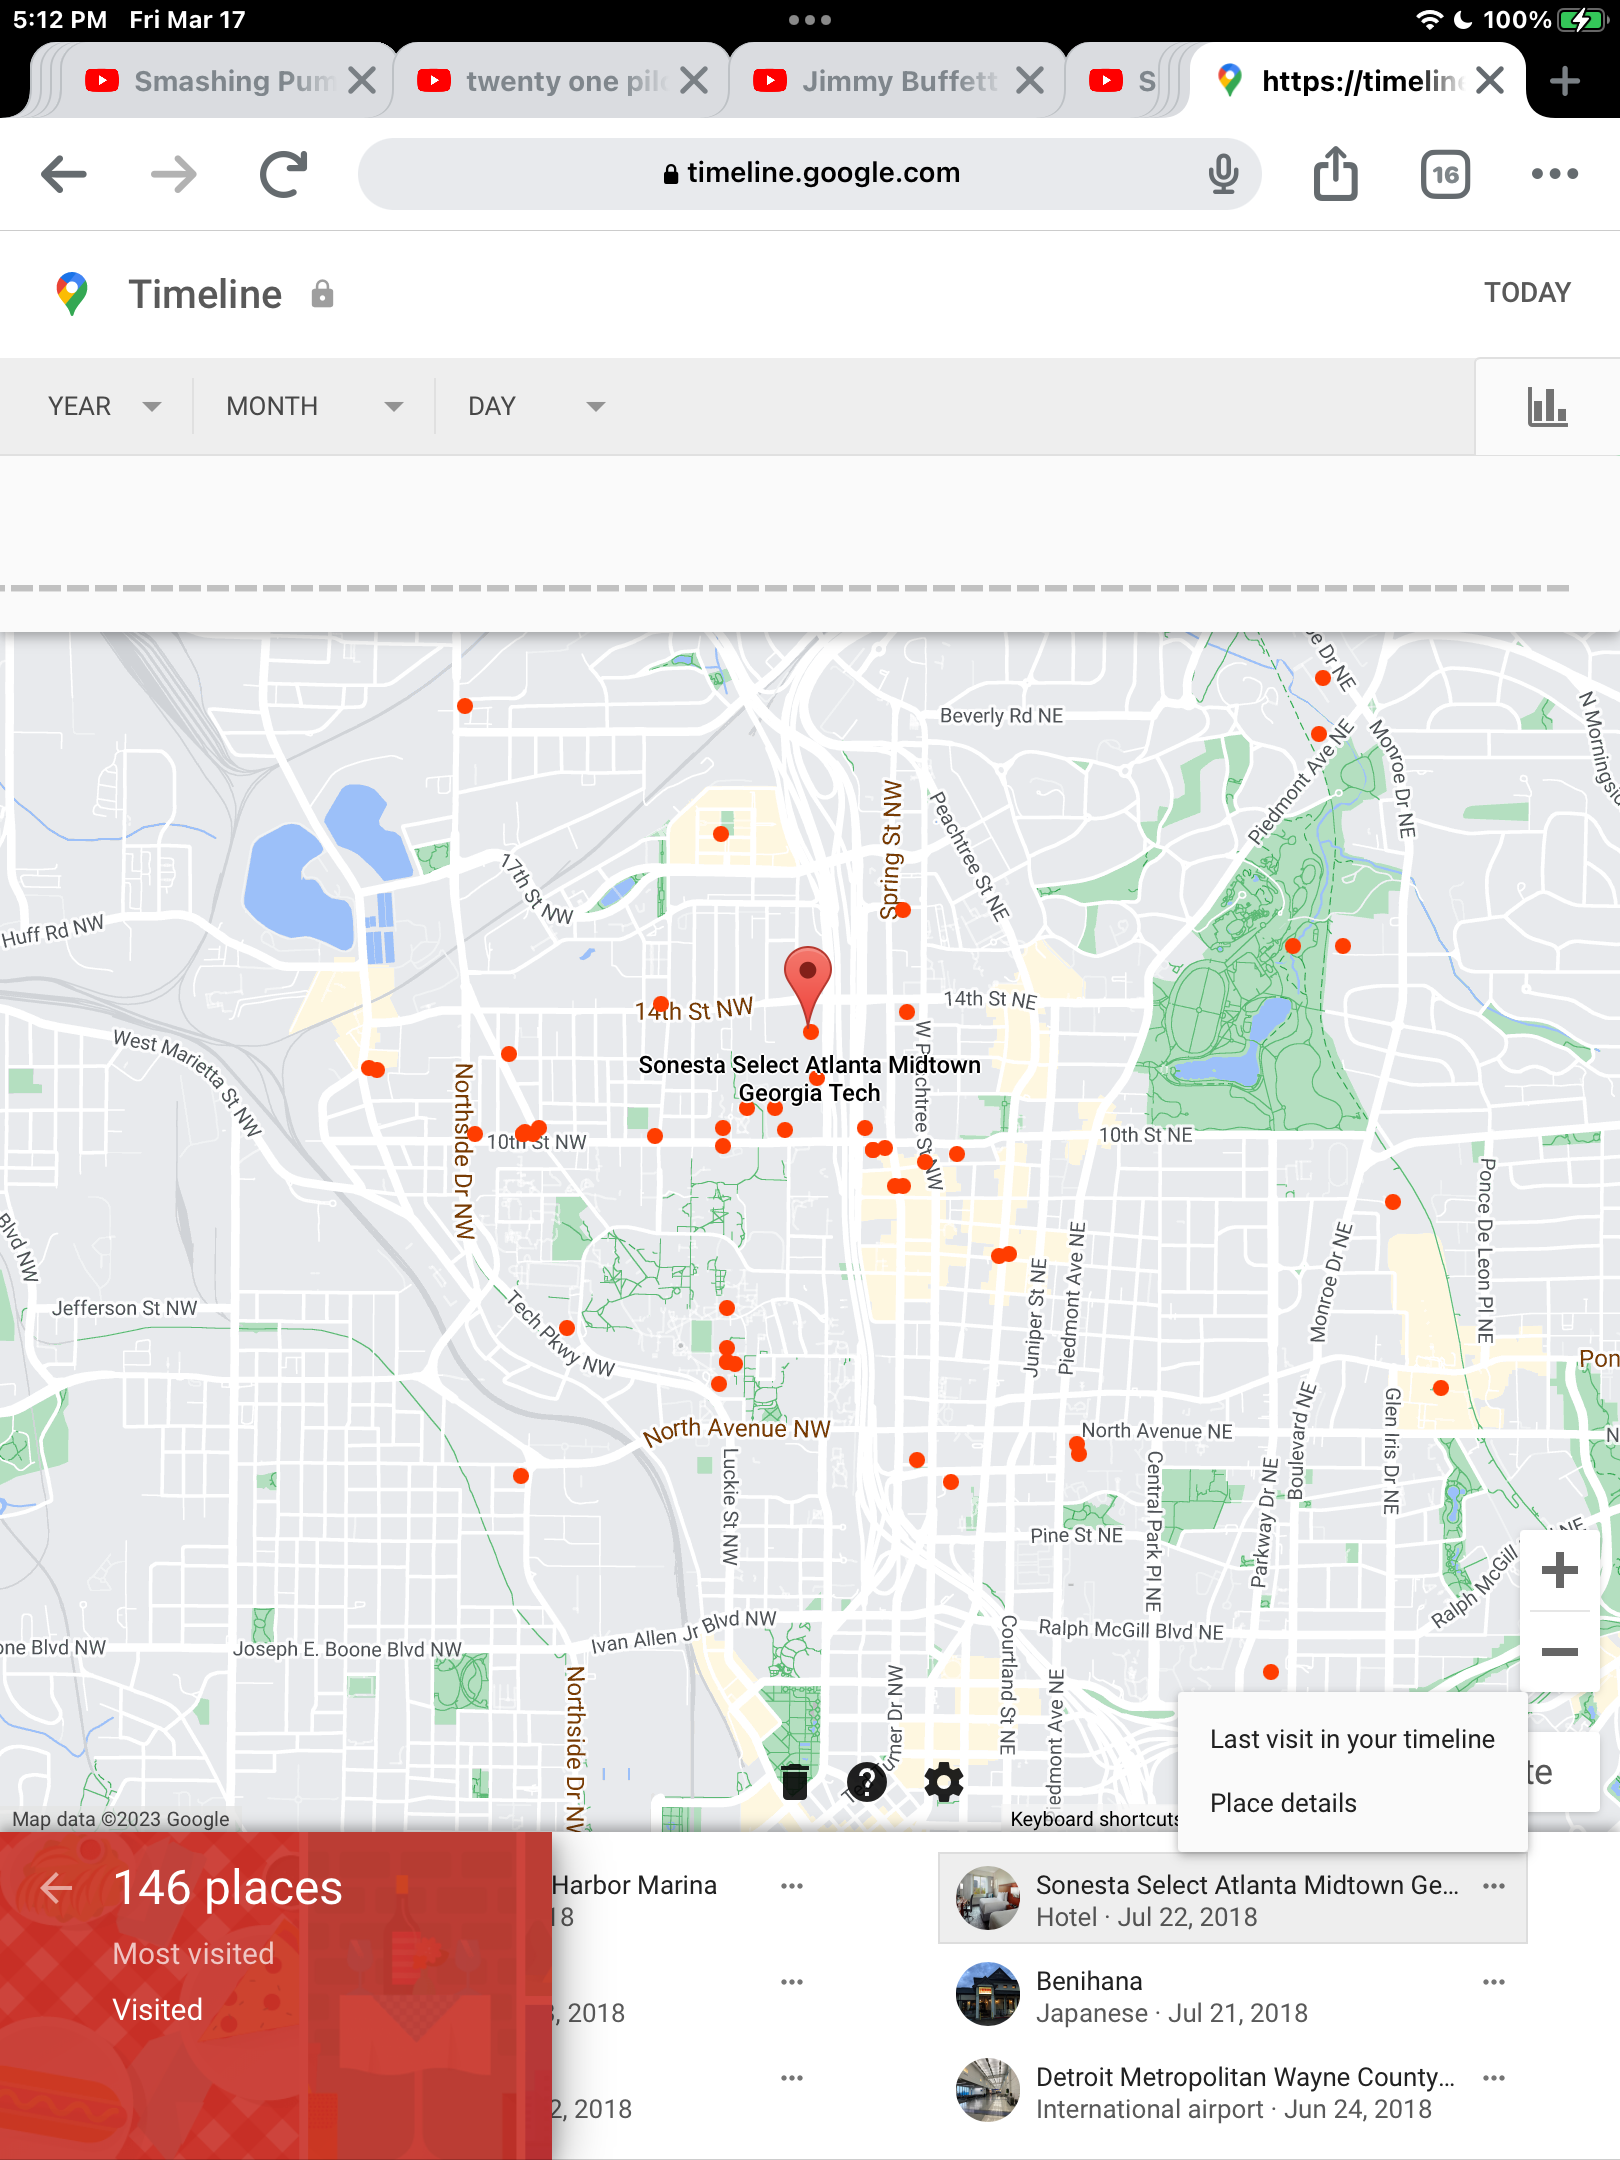 5:12 PM Fri Mar 17
100%
Smashing Pum
twenty one pil
Jimmy Buffett
S
https://timelin
timeline.google.com
16
Timeline
TODAY
YEAR
MONTH
DAY
Beverly Rd NE
Monroe Dr NE
Piedmont Ave NE
Spring St NW
Peachtree St NE
17th St NW
Huff Rd NW
14th St NW
14th St NE
West Marietta St NW
Sonesta Select Atlanta Midtown
Georgia Tech
Northside Dr NW
10th St NW
10th St NE
Ponce De Leon Pl NE
Blvd NW
Monroe Dr NE
Juniper St NE
Piedmont Ave NE
Jefferson St NW
Tech Pkwy NW
Pon
North Avenue NW
North Avenue NE
Glen Iris Dr NE
Boulevard NE
Luckie St NW
Central Park Pl NE
Parkway Dr NE
Pine St NE
Ralph McGill
NE
Ivan Allen Jr Blvd NW
Ralph McGill Blvd NE
one Blvd NW
Joseph E. Boone Blvd NW
Courtland St NE
Northside Dr NW
Last visit in your timeline
Place details
te
Map data ©2023 Google
Keyboard shortcuts
146 places
Most visited
Visited
Harbor Marina
18
, 2018
2, 2018
Sonesta Select Atlanta Midtown Ge...
Hotel · Jul 22, 2018
Benihana
Japanese · Jul 21, 2018
Detroit Metropolitan Wayne County...
International airport · Jun 24, 2018